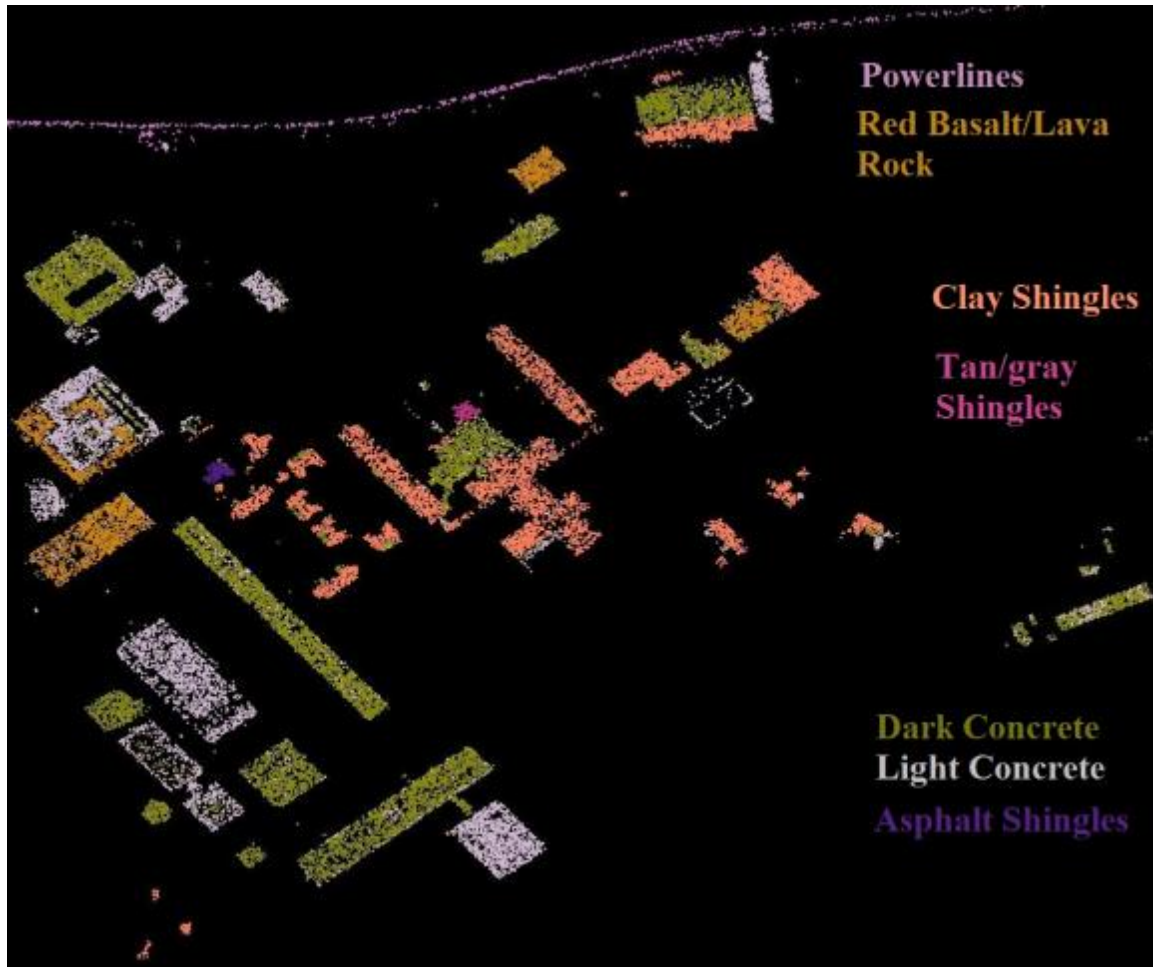 Powerlines
Red Basalt/Lava
Rock
Clay Shingles
Tan/gray
Shingles
Dark Concrete
Light Concrete
Asphalt Shingles